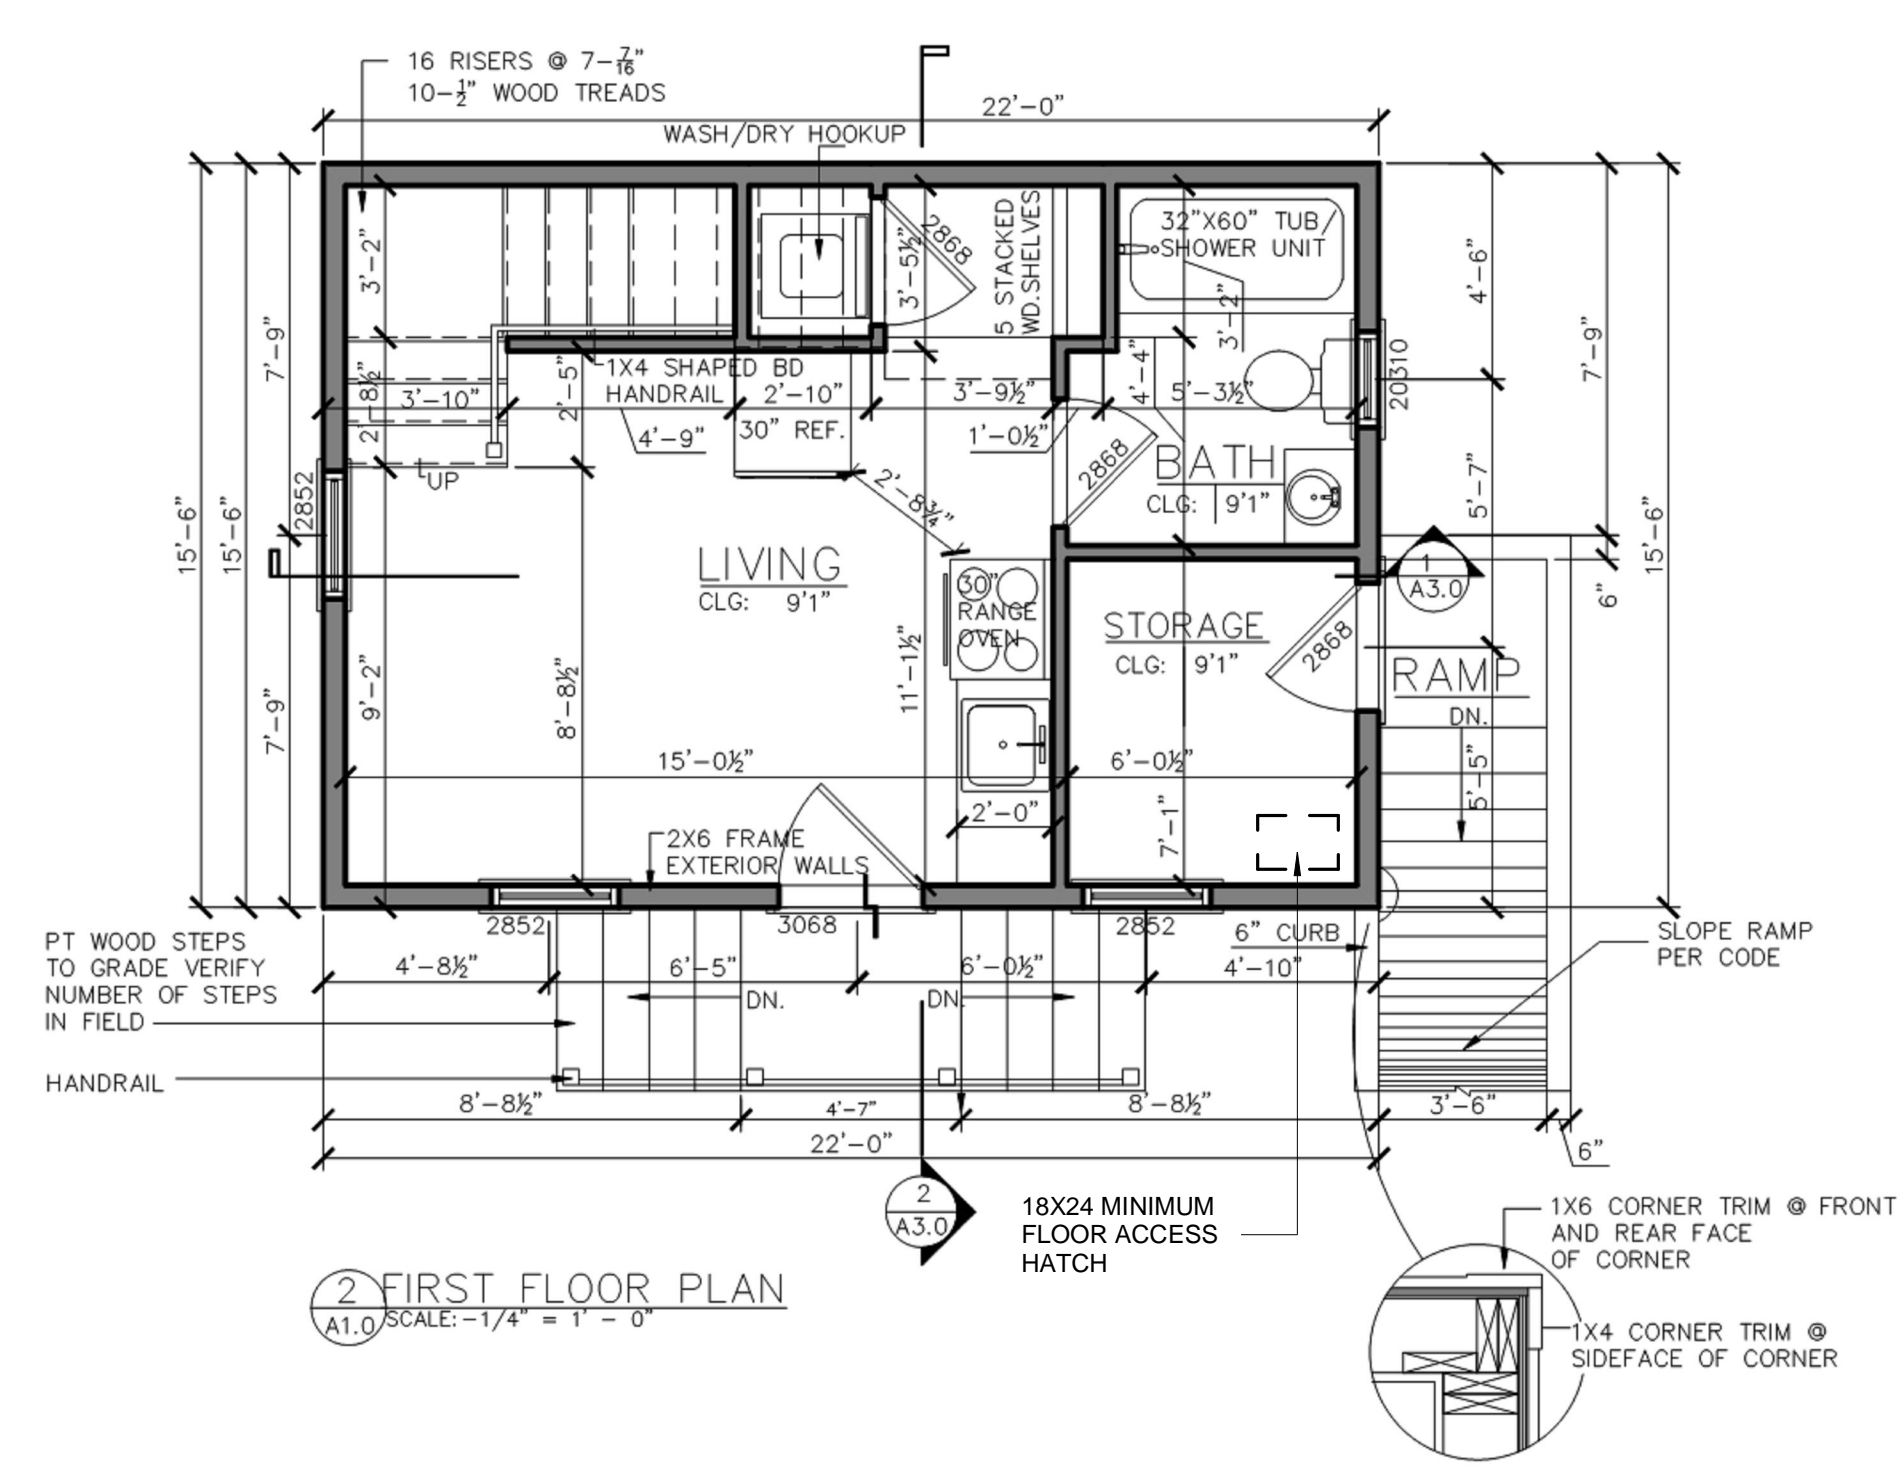 16 RISERS @ 7-7/16"
10-1/2" WOOD TREADS
22'-0"
WASH/DRY HOOKUP
2868
5 STACKED
WD.SHELVES
32"X60" TUB/
SHOWER UNIT
3'-2"
3'-5½"
3'-2"
4'-6"
7'-9"
7'-9"
20310
2'-8½"
3'-10"
2'-5"
1X4 SHAPED BD
HANDRAIL
4'-9"
2'-10"
30" REF.
3'-9½"
1'-0½"
4'-4"
5'-3½"
2868
BATH
CLG: 9'1"
UP
2852
2'-8¾"
5'-7"
15'-6"
15'-6"
15'-6"
LIVING
CLG: 9'1"
30"
RANGE
OVEN
STORAGE
CLG: 9'1"
2868
1
A3.0
6"
RAMP
DN.
7'-9"
9'-2"
8'-8½"
11'-1½"
15'-0½"
6'-0½"
5'-5"
2'-0"
7'-1"
2X6 FRAME
EXTERIOR WALLS
2852
3068
2852
6" CURB
PT WOOD STEPS
TO GRADE VERIFY
NUMBER OF STEPS
IN FIELD
SLOPE RAMP
PER CODE
4'-8½"
6'-5"
6'-0½"
4'-10"
DN.
DN.
HANDRAIL
8'-8½"
4'-7"
8'-8½"
3'-6"
22'-0"
6"
2
A3.0
18X24 MINIMUM
FLOOR ACCESS
HATCH
1X6 CORNER TRIM @ FRONT
AND REAR FACE
OF CORNER
1X4 CORNER TRIM @
SIDEFACE OF CORNER
2
A1.0
FIRST FLOOR PLAN
SCALE:-1/4" = 1' - 0"